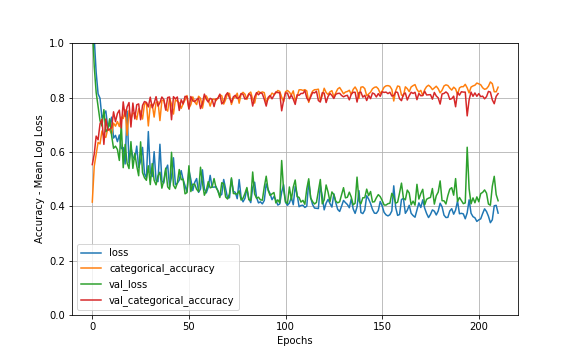 1.0
0.8
0.6
0.4
0.2
0.0
Accuracy - Mean Log Loss
loss
categorical_accuracy
val_loss
val_categorical_accuracy
0 50 100 150 200
Epochs